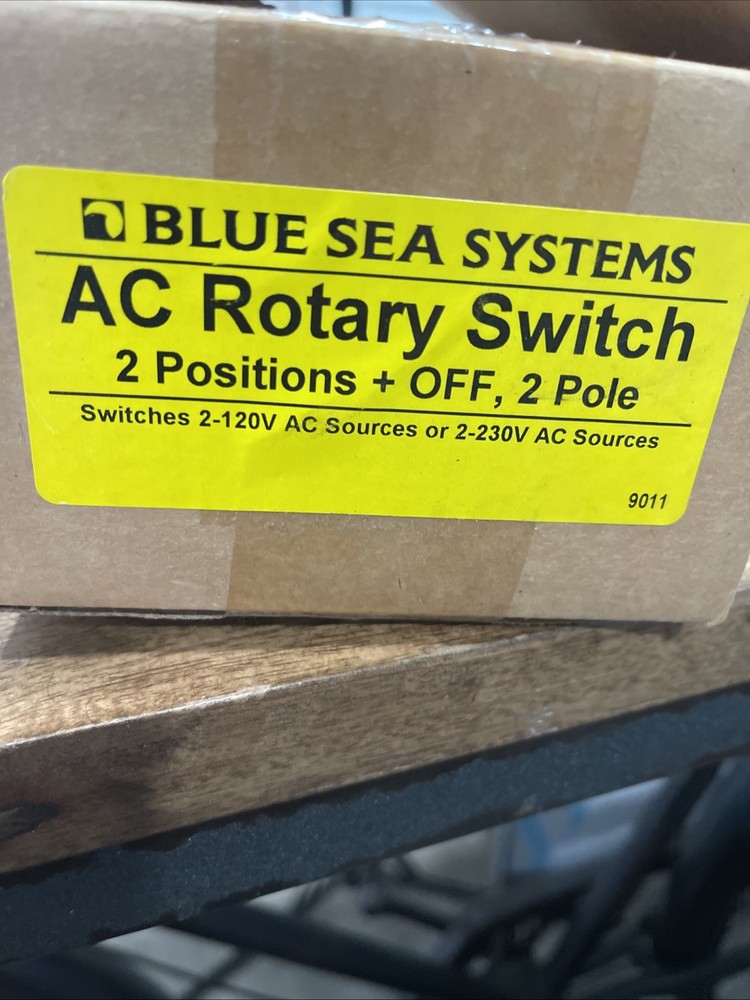 BLUE SEA SYSTEMS
AC Rotary Switch
2 Positions + OFF, 2 Pole
Switches 2-120V AC Sources or 2-230V AC Sources
9011